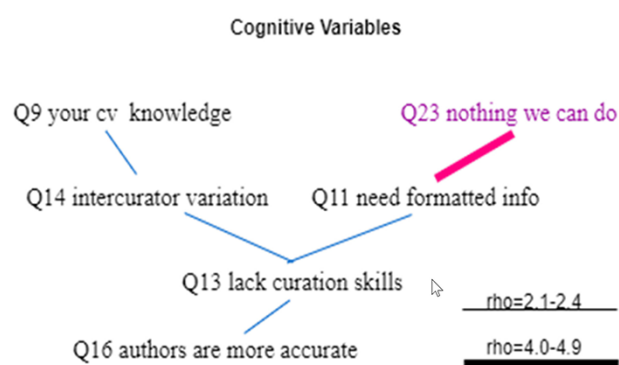 Cognitive Variables
Q9 your cv knowledge
Q23 nothing we can do
Q14 intercurator variation
Q11 need formatted info
Q13 lack curation skills
rho=2.1-2.4
Q16 authors are more accurate
rho=4.0-4.9